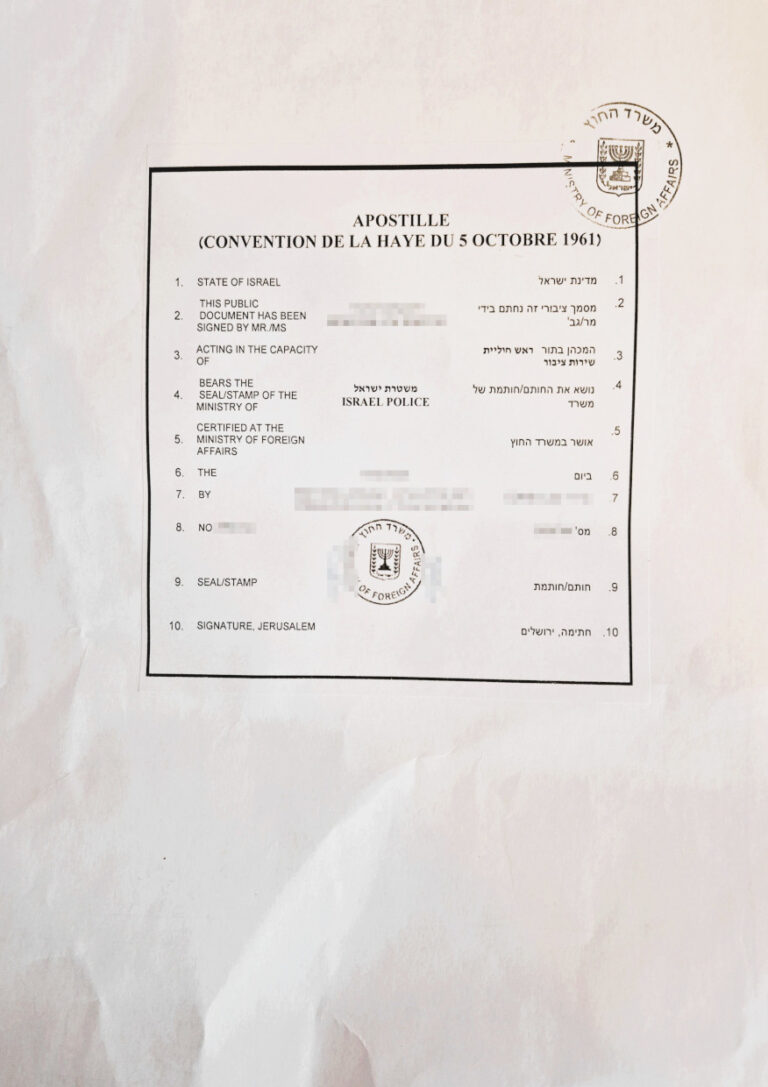 משרד החוץ
MINISTRY OF FOREIGN AFFAIRS
ישראל
APOSTILLE
(CONVENTION DE LA HAYE DU 5 OCTOBRE 1961)
1. STATE OF ISRAEL
מדינת ישראל .1
THIS PUBLIC
2. DOCUMENT HAS BEEN
SIGNED BY MR./MS
מסמך ציבורי זה נחתם בידי .2
מר/גב'
3. ACTING IN THE CAPACITY
OF
המכהן בתור ראש חוליית .3
שירות ציבור
BEARS THE
4. SEAL/STAMP OF THE
MINISTRY OF
משטרת ישראל
ISRAEL POLICE
נושא את החותם/חותמת של .4
משרד
CERTIFIED AT THE
5. MINISTRY OF FOREIGN
AFFAIRS
אושר במשרד החוץ .5
6. THE
ביום .6
7. BY
7
8. NO
מס' .8
משרד החוץ
OF FOREIGN AFFAIRS
9. SEAL/STAMP
חותם/חותמת .9
10. SIGNATURE, JERUSALEM
חתימה, ירושלים .10